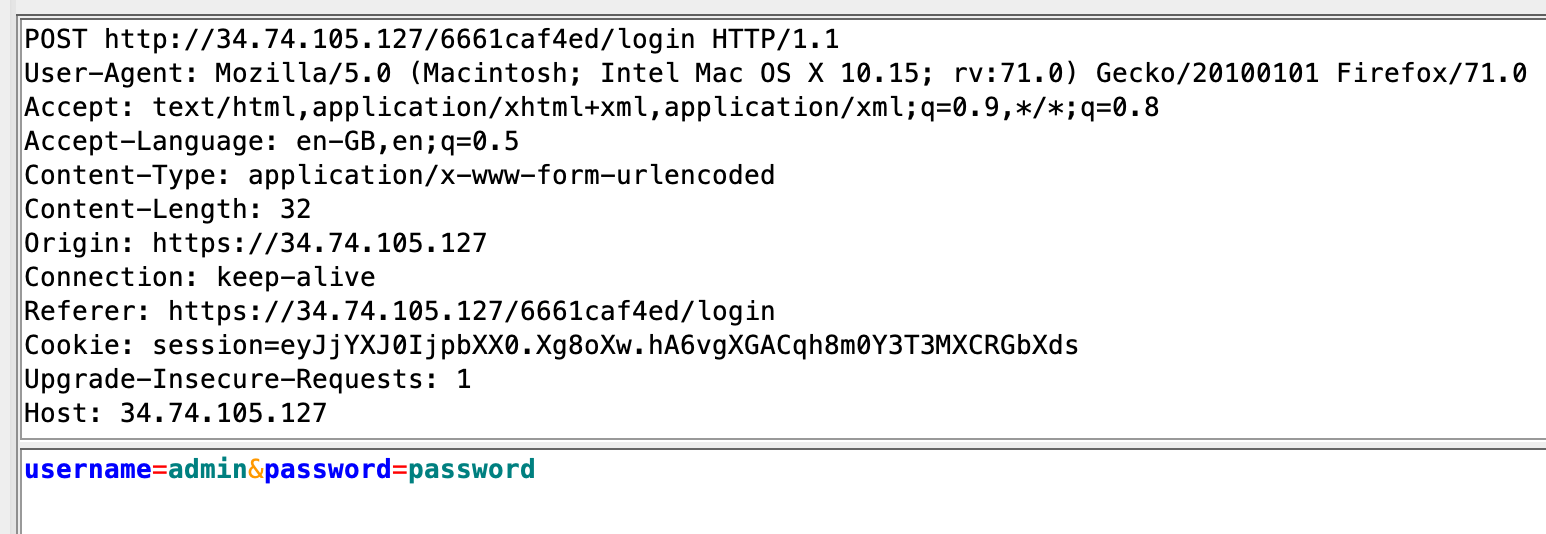 POST http://34.74.105.127/6661caf4ed/login HTTP/1.1
User-Agent: Mozilla/5.0 (Macintosh; Intel Mac OS X 10.15; rv:71.0) Gecko/20100101 Firefox/71.0
Accept: text/html,application/xhtml+xml,application/xml;q=0.9,*/*;q=0.8
Accept-Language: en-GB,en;q=0.5
Content-Type: application/x-www-form-urlencoded
Content-Length: 32
Origin: https://34.74.105.127
Connection: keep-alive
Referer: https://34.74.105.127/6661caf4ed/login
Cookie: session=eyJjYXJ0IjpbXX0.Xg8oXw.hA6vgXGACqh8m0Y3T3MXCRGbXds
Upgrade-Insecure-Requests: 1
Host: 34.74.105.127
username=admin&password=password